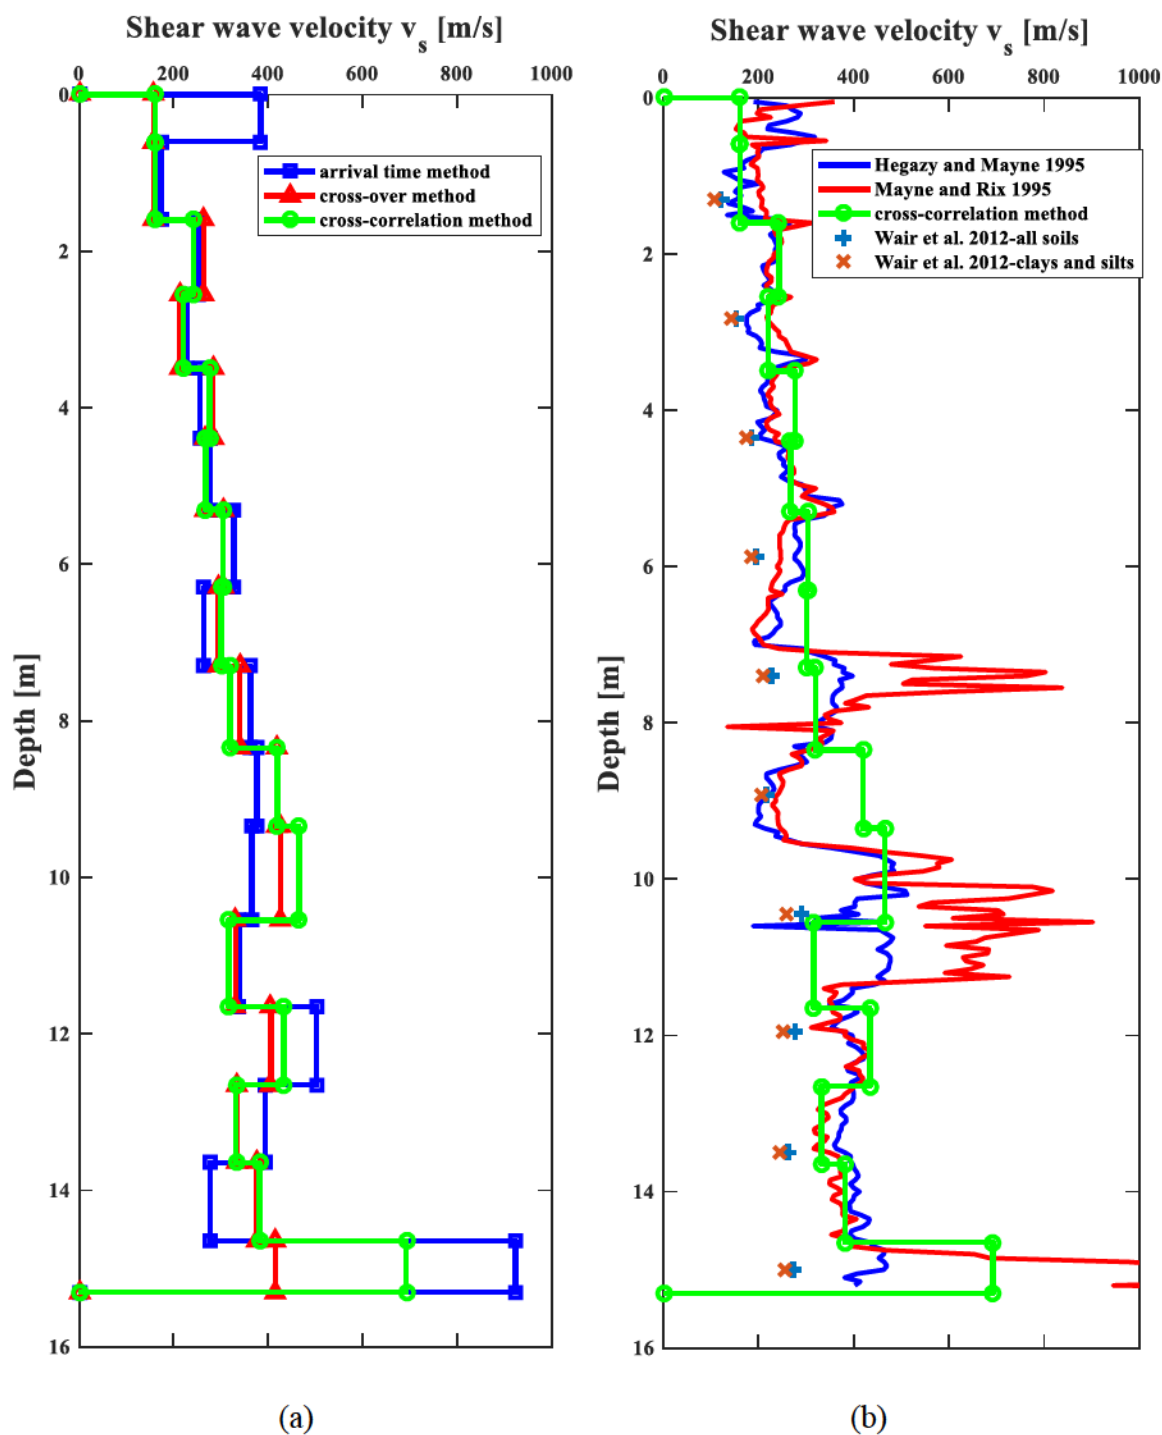 Shear wave velocity v_s [m/s]
0 200 400 600 800 1000
0
2
4
6
8
10
12
14
16
Depth [m]
arrival time method
cross-over method
cross-correlation method
(a)
Shear wave velocity v_s [m/s]
0 200 400 600 800 1000
0
2
4
6
8
10
12
14
16
Depth [m]
Hegazy and Mayne 1995
Mayne and Rix 1995
cross-correlation method
Wair et al. 2012-all soils
Wair et al. 2012-clays and silts
(b)